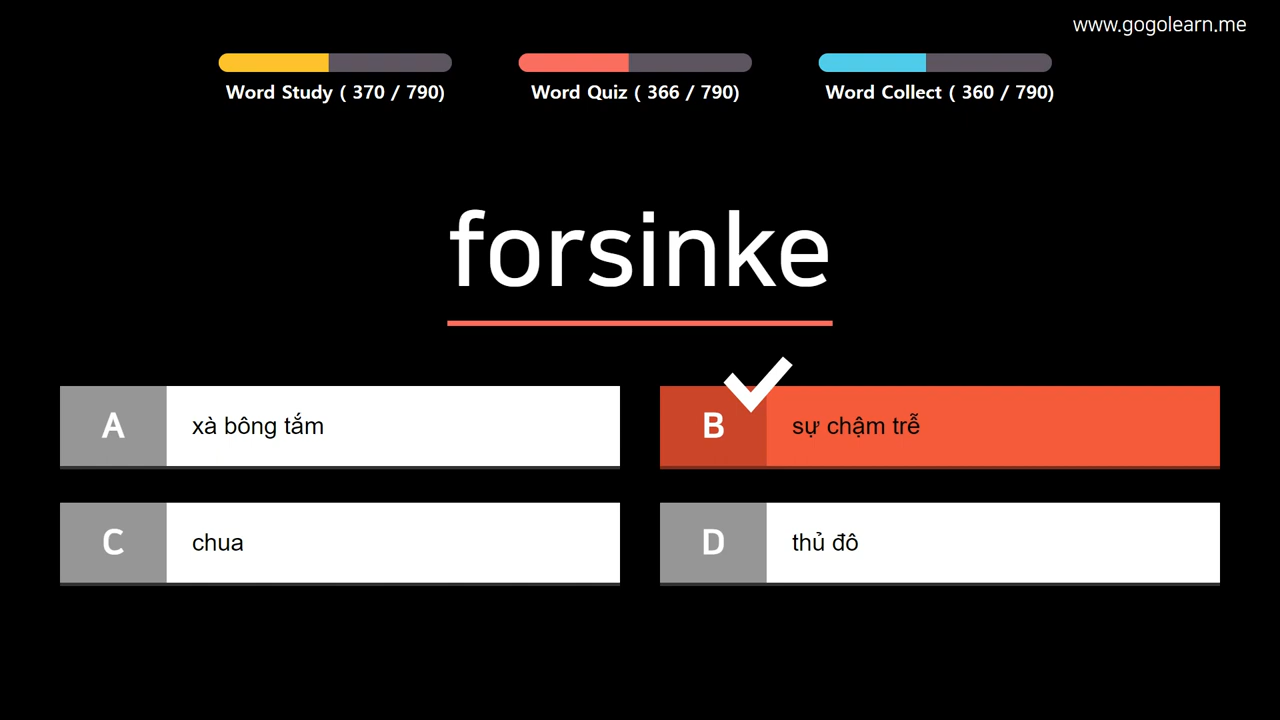 www.gogolearn.me
Word Study ( 370 / 790)
Word Quiz ( 366 / 790)
Word Collect ( 360 / 790)
forsinke
A xà bông tắm
B sự chậm trễ
C chua
D thủ đô